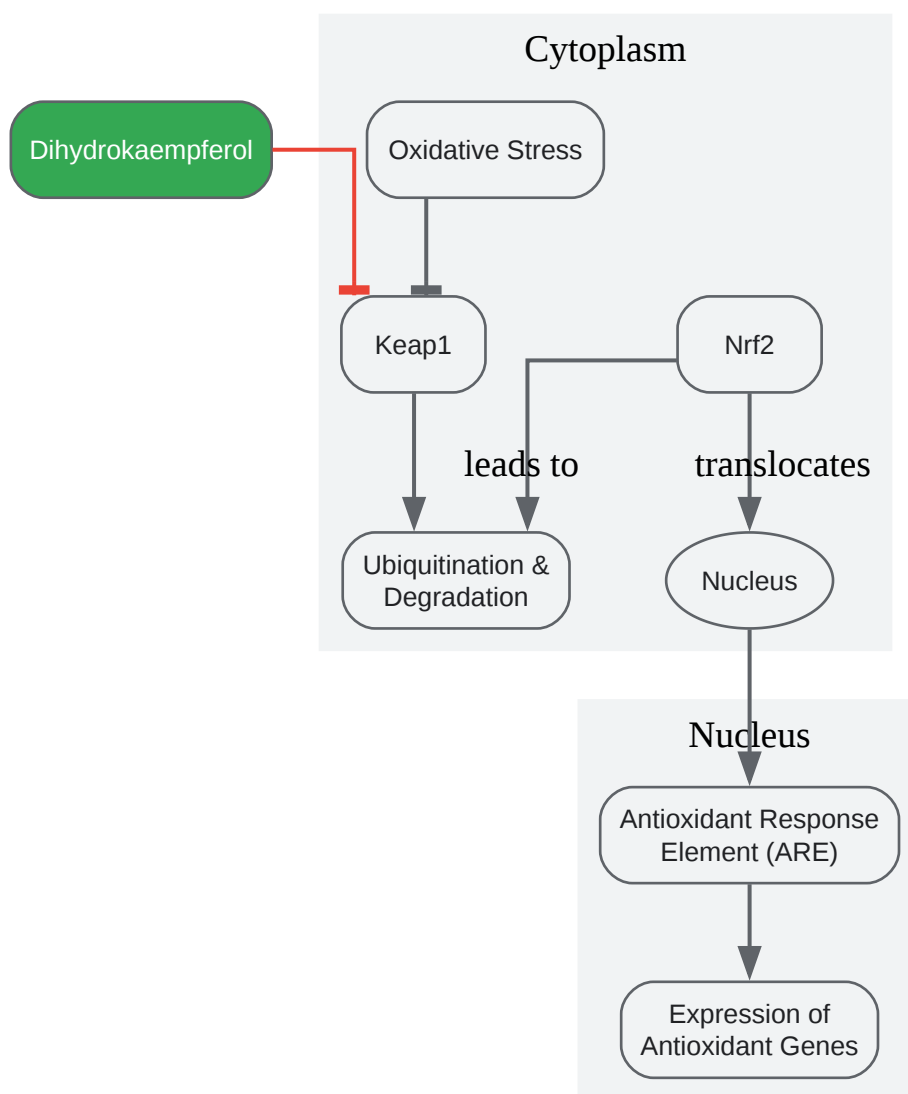 Cytoplasm
Dihydrokaempferol
Oxidative Stress
Keap1
Nrf2
leads to
translocates
Ubiquitination &
Degradation
Nucleus
Nucleus
Antioxidant Response
Element (ARE)
Expression of
Antioxidant Genes